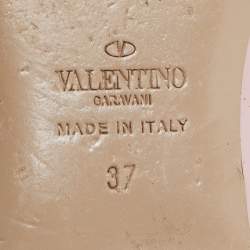 VALENTINO
GARAVANI
MADE IN ITALY
37